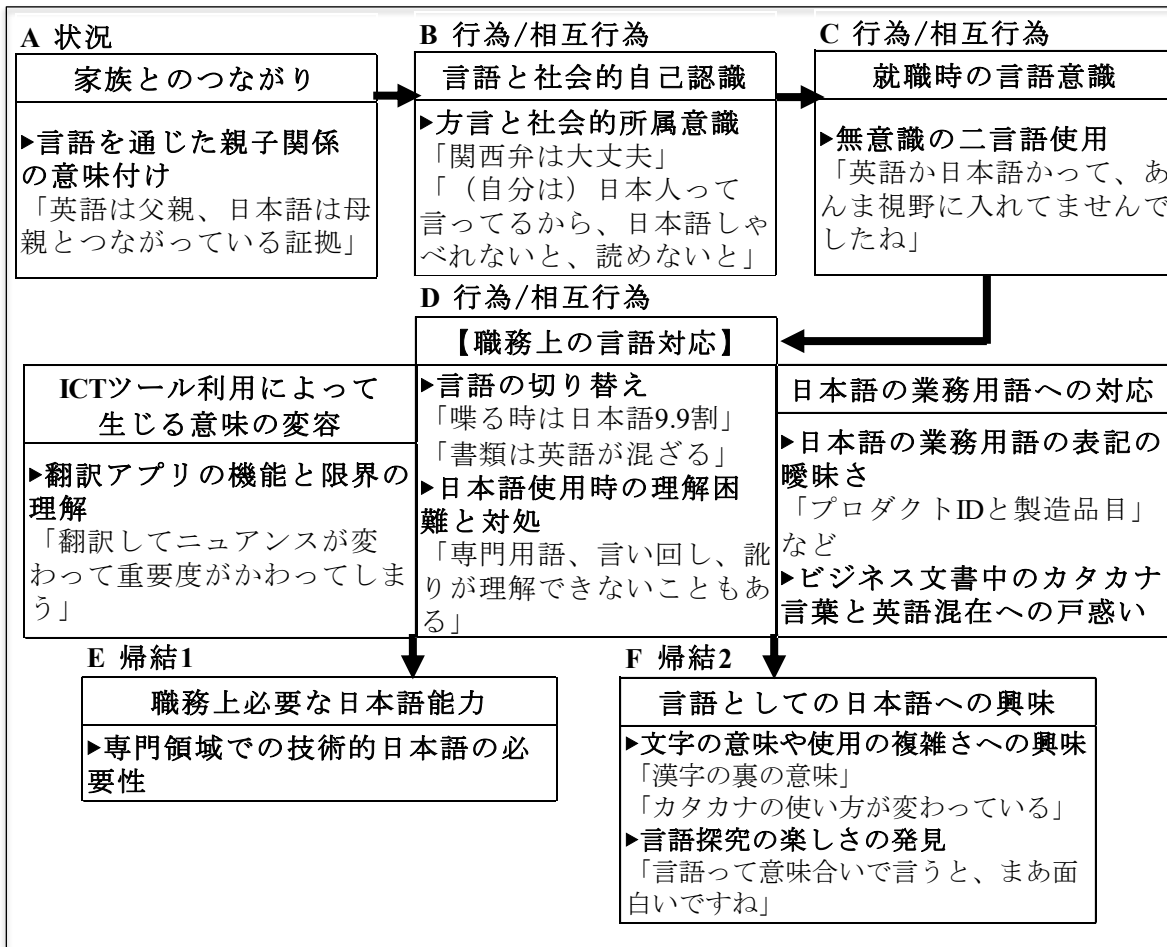 A 状況
家族とのつながり
▶言語を通じた親子関係
の意味付け
「英語は父親、日本語は母
親とつながっている証拠」
B 行為/相互行為
言語と社会的自己認識
▶方言と社会的所属意識
「関西弁は大丈夫」
「（自分は）日本人って
言ってるから、日本語しゃ
べれないと、読めないと」
C 行為/相互行為
就職時の言語意識
▶無意識の二言語使用
「英語か日本語かって、あ
んま視野に入れてませんで
したね」
D 行為/相互行為
【職務上の言語対応】
▶言語の切り替え
「喋る時は日本語9.9割」
「書類は英語が混ざる」
▶日本語使用時の理解困
難と対処
「専門用語、言い回し、訛
りが理解できないこともあ
る」
ICTツール利用によって
生じる意味の変容
▶翻訳アプリの機能と限界の
理解
「翻訳してニュアンスが変
わって重要度がかわってしま
う」
日本語の業務用語への対応
▶日本語の業務用語の表記の
曖昧さ
「プロダクトIDと製造品目」
など
▶ビジネス文書中のカタカナ
言葉と英語混在への戸惑い
E 帰結1
職務上必要な日本語能力
▶専門領域での技術的日本語の必
要性
F 帰結2
言語としての日本語への興味
▶文字の意味や使用の複雑さへの興味
「漢字の裏の意味」
「カタカナの使い方が変わっている」
▶言語探究の楽しさの発見
「言語って意味合いで言うと、まあ面
白いですね」